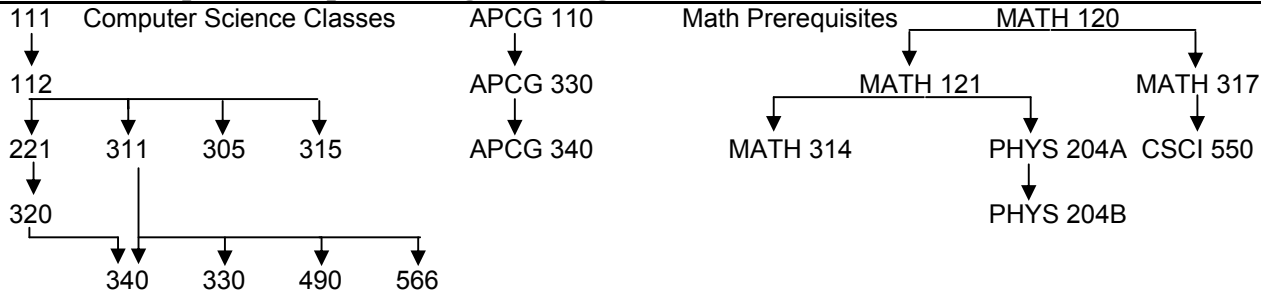 111 Computer Science Classes APCG 110 Math Prerequisites MATH 120
112 APCG 330 MATH 121 MATH 317
221 311 305 315 APCG 340 MATH 314 PHYS 204A CSCI 550
320 PHYS 204B
340 330 490 566